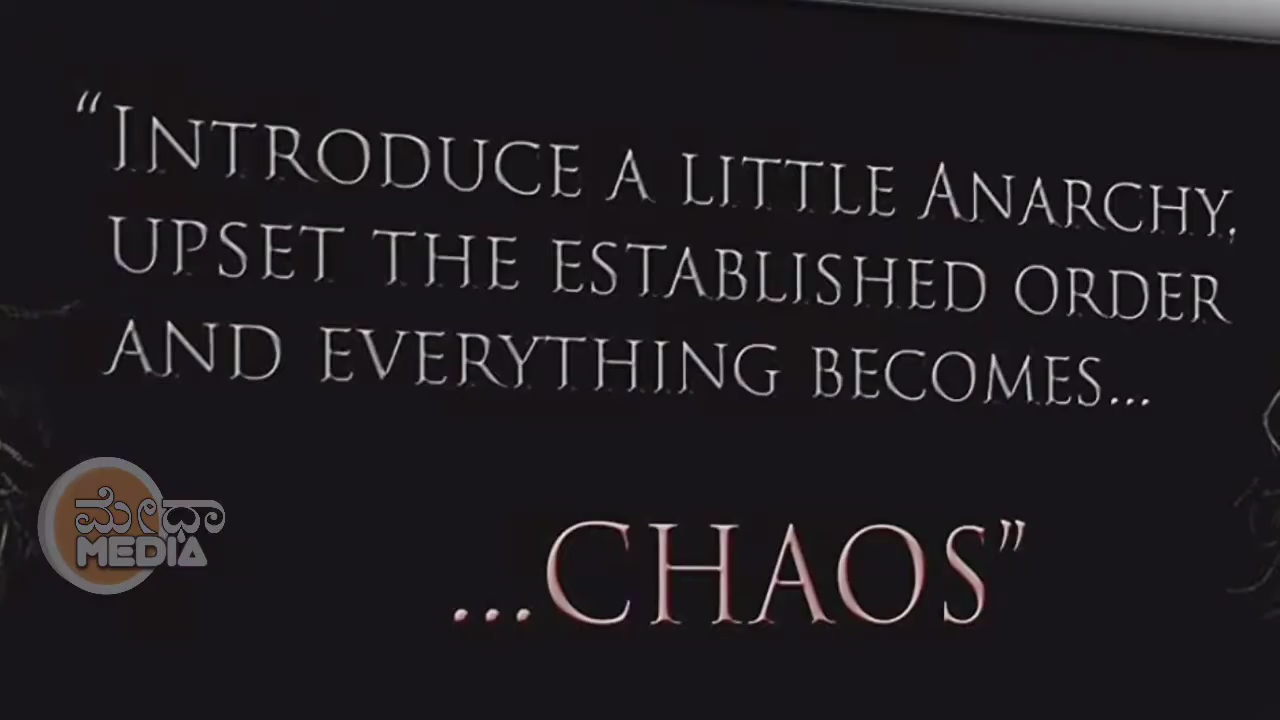 “INTRODUCE A LITTLE ANARCHY,
UPSET THE ESTABLISHED ORDER
AND EVERYTHING BECOMES...
...CHAOS”
ಮೇಧಾ
MEDIA